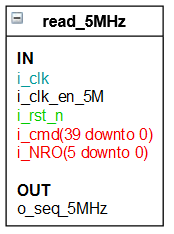 read_5MHz
IN
i_clk
i_clk_en_5M
i_rst_n
i_cmd(39 downto 0)
i_NRO(5 downto 0)
OUT
o_seq_5MHz